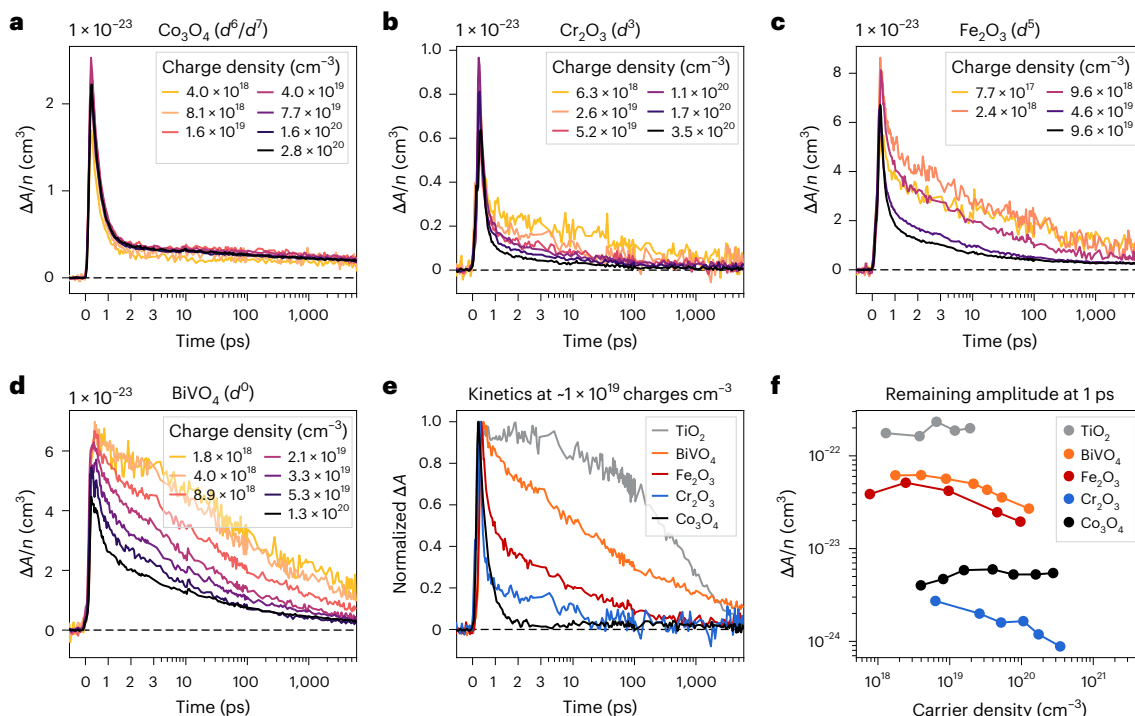 a
Co₃O₄ (d⁶/d⁷)
1 × 10⁻²³
ΔA/n (cm³)
2
1
0
Charge density (cm⁻³)
4.0 × 10¹⁸ 4.0 × 10¹⁹
8.1 × 10¹⁸ 7.7 × 10¹⁹
1.6 × 10¹⁹ 1.6 × 10²⁰
2.8 × 10²⁰
0 1 2 3 10 100 1,000
Time (ps)
b
Cr₂O₃ (d³)
1 × 10⁻²³
ΔA/n (cm³)
1.0
0.8
0.6
0.4
0.2
0
Charge density (cm⁻³)
6.3 × 10¹⁸ 1.1 × 10²⁰
2.6 × 10¹⁹ 1.7 × 10²⁰
5.2 × 10¹⁹ 3.5 × 10²⁰
0 1 2 3 10 100 1,000
Time (ps)
c
Fe₂O₃ (d⁵)
1 × 10⁻²³
ΔA/n (cm³)
8
6
4
2
0
Charge density (cm⁻³)
7.7 × 10¹⁷ 9.6 × 10¹⁸
2.4 × 10¹⁸ 4.6 × 10¹⁹
9.6 × 10¹⁹
0 1 2 3 10 100 1,000
Time (ps)
d
BiVO₄ (d⁰)
1 × 10⁻²³
ΔA/n (cm³)
6
4
2
0
Charge density (cm⁻³)
1.8 × 10¹⁸ 2.1 × 10¹⁹
4.0 × 10¹⁸ 3.3 × 10¹⁹
8.9 × 10¹⁸ 5.3 × 10¹⁹
1.3 × 10²⁰
0 1 2 3 10 100 1,000
Time (ps)
e
Kinetics at ~1 × 10¹⁹ charges cm⁻³
Normalized ΔA
1.0
0.8
0.6
0.4
0.2
0
TiO₂
BiVO₄
Fe₂O₃
Cr₂O₃
Co₃O₄
0 1 2 3 10 100 1,000
Time (ps)
f
Remaining amplitude at 1 ps
ΔA/n (cm³)
10⁻²²
10⁻²³
10⁻²⁴
TiO₂
BiVO₄
Fe₂O₃
Cr₂O₃
Co₃O₄
10¹⁸ 10¹⁹ 10²⁰ 10²¹
Carrier density (cm⁻³)